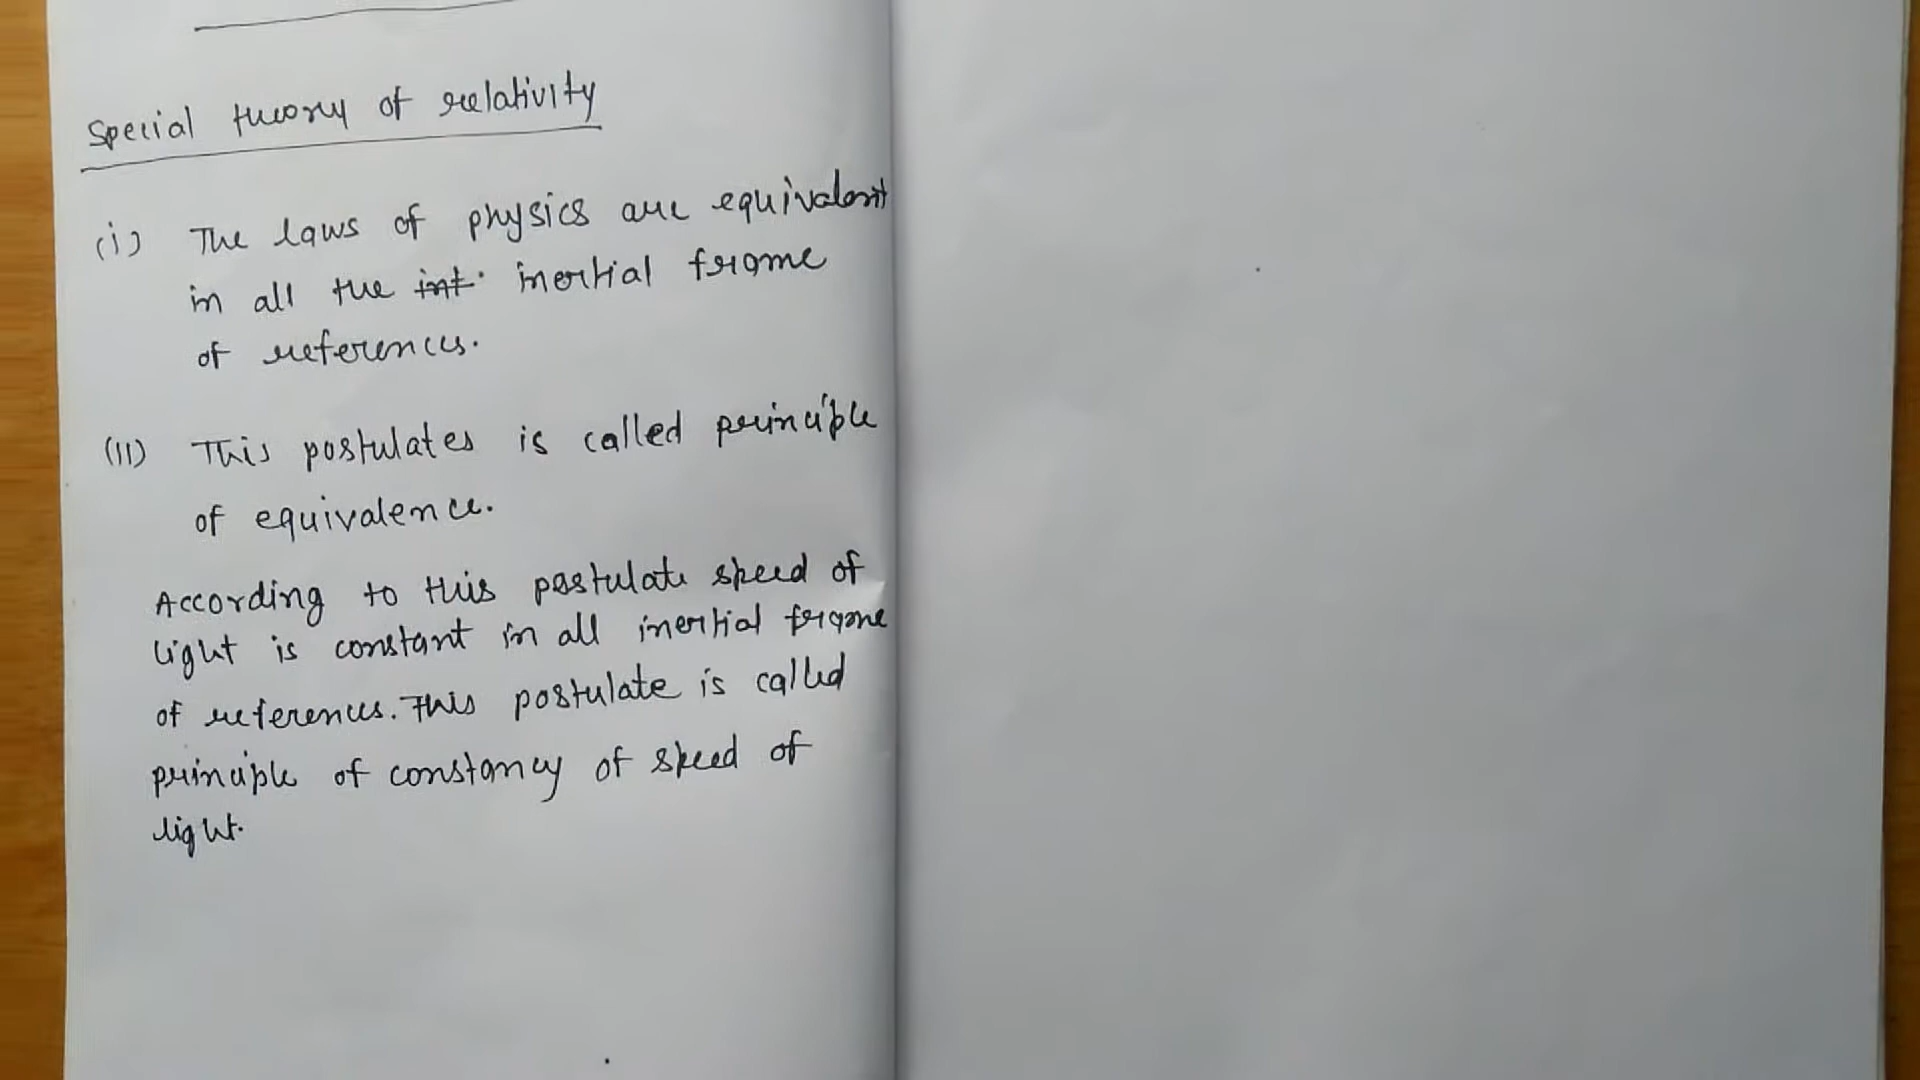 Special theory of relativity
(i) The laws of physics are equivalent
in all the int. inertial frame
of references.
(II) This postulates is called principle
of equivalence.
According to this postulate speed of
light is constant in all inertial frame
of references. This postulate is called
principle of constancy of speed of
light.